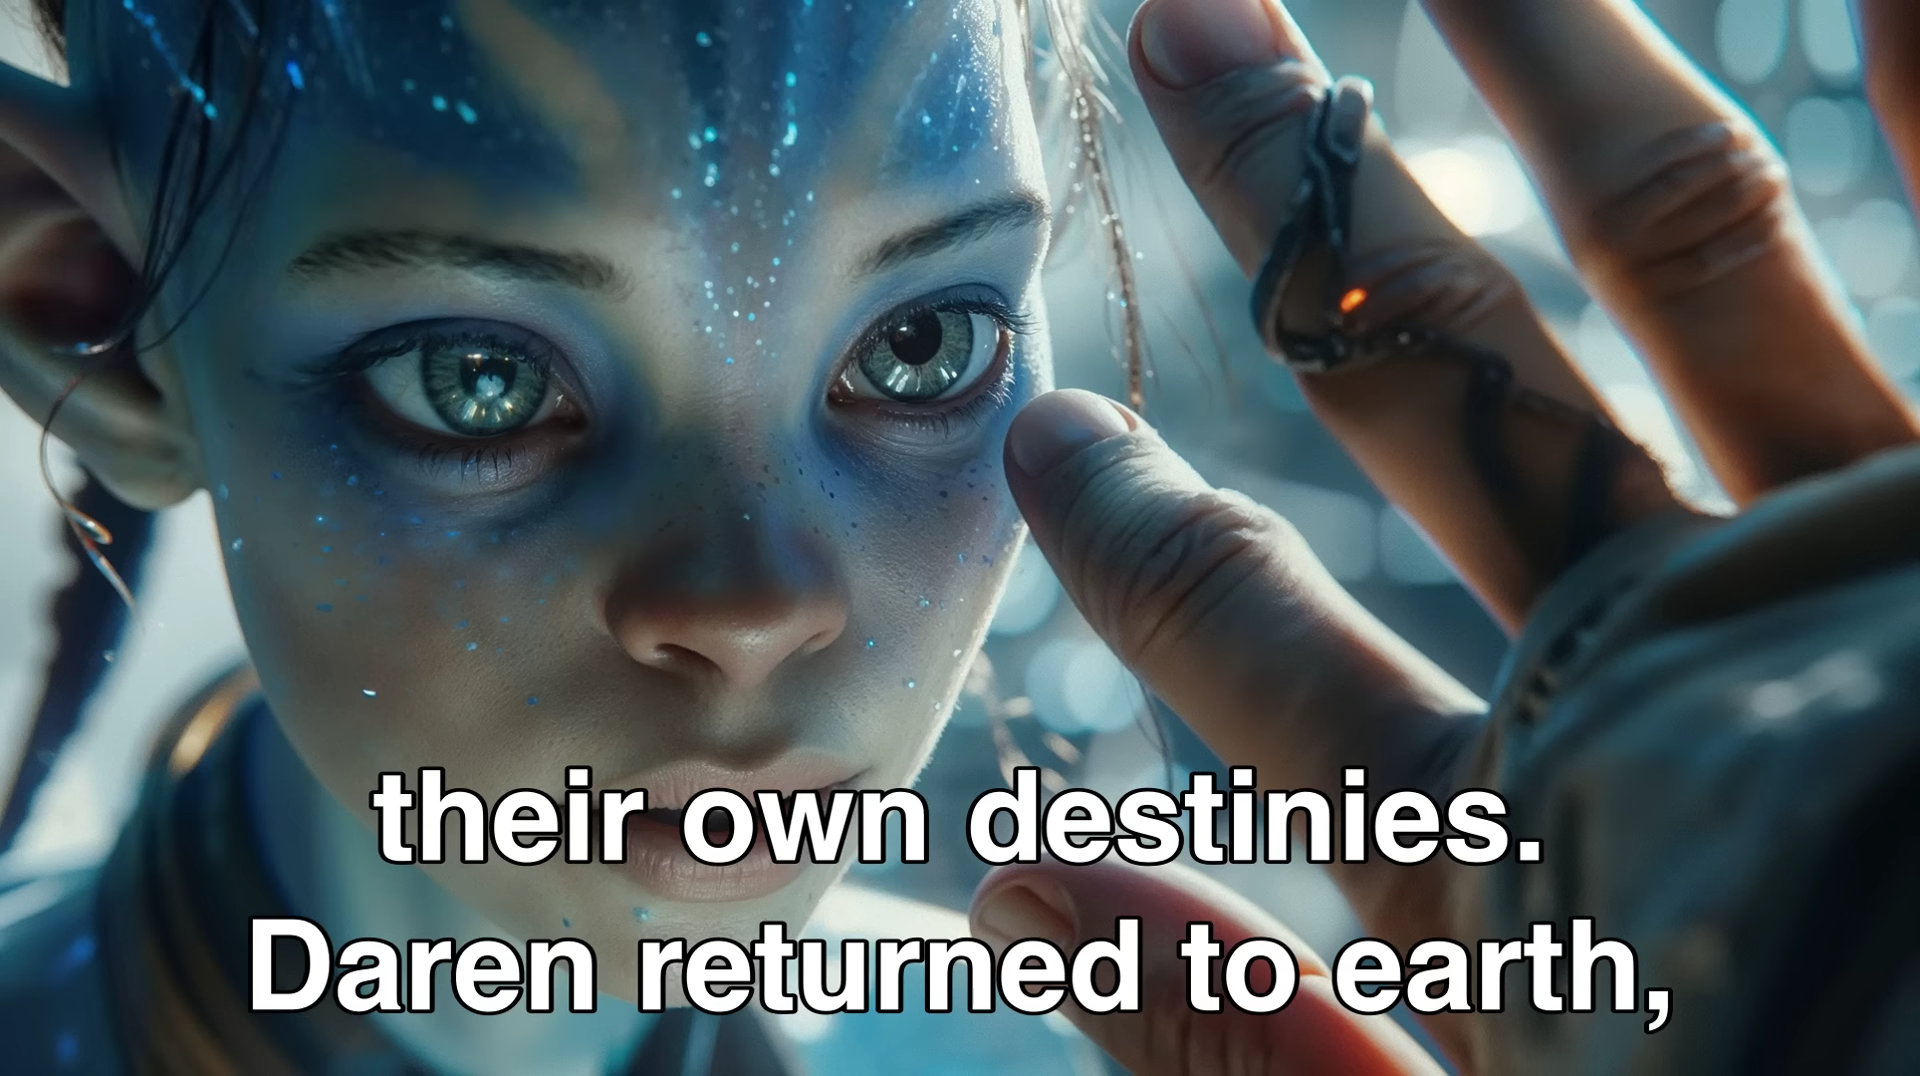 their own destinies.
Daren returned to earth,